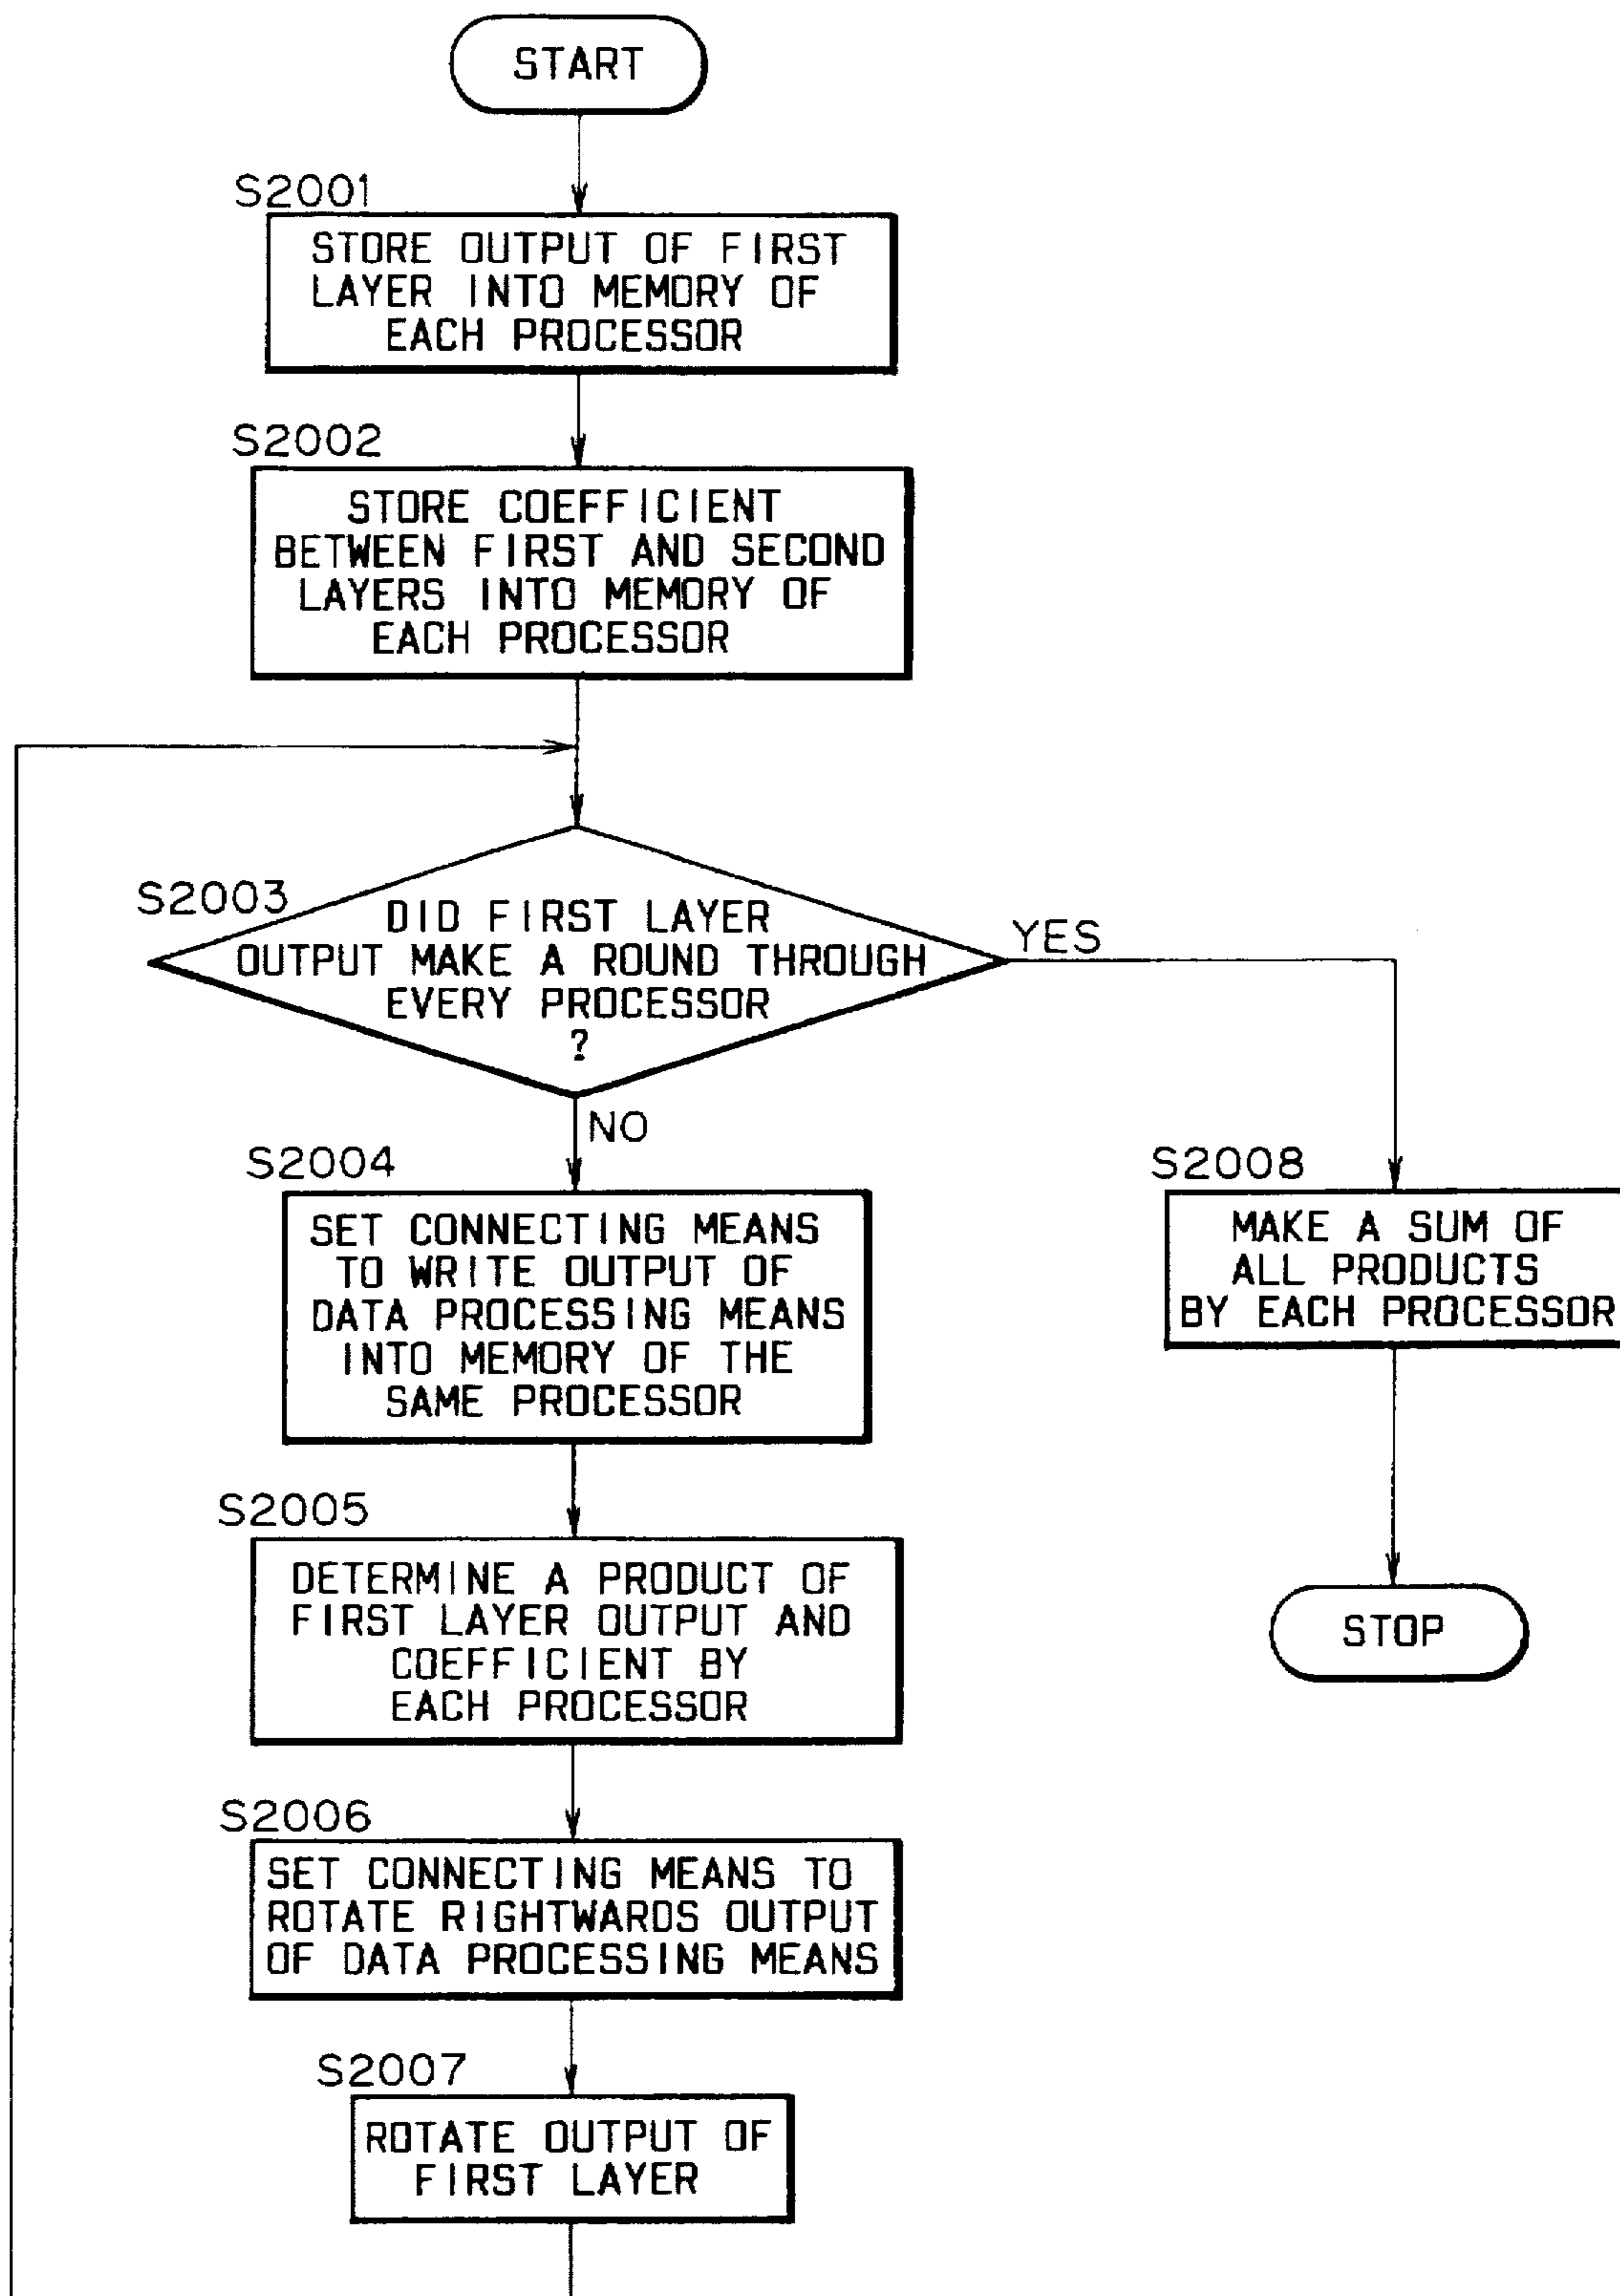 START
S2001
STORE OUTPUT OF FIRST
LAYER INTO MEMORY OF
EACH PROCESSOR
S2002
STORE COEFFICIENT
BETWEEN FIRST AND SECOND
LAYERS INTO MEMORY OF
EACH PROCESSOR
S2003
DID FIRST LAYER
OUTPUT MAKE A ROUND THROUGH
EVERY PROCESSOR
?
YES
NO
S2004
SET CONNECTING MEANS
TO WRITE OUTPUT OF
DATA PROCESSING MEANS
INTO MEMORY OF THE
SAME PROCESSOR
S2008
MAKE A SUM OF
ALL PRODUCTS
BY EACH PROCESSOR
S2005
DETERMINE A PRODUCT OF
FIRST LAYER OUTPUT AND
COEFFICIENT BY
EACH PROCESSOR
STOP
S2006
SET CONNECTING MEANS TO
ROTATE RIGHTWARDS OUTPUT
OF DATA PROCESSING MEANS
S2007
ROTATE OUTPUT OF
FIRST LAYER